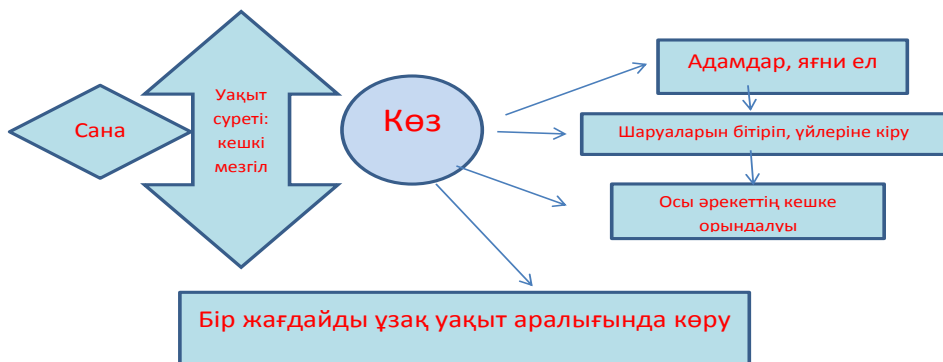 Сана
Уақыт
суреті:
кешкі
мезгіл
Көз
Адамдар, яғни ел
Шаруаларын бітіріп, үйлеріне кіру
Осы әрекеттің кешке
орындалуы
Бір жағдайды ұзақ уақыт аралығында көру